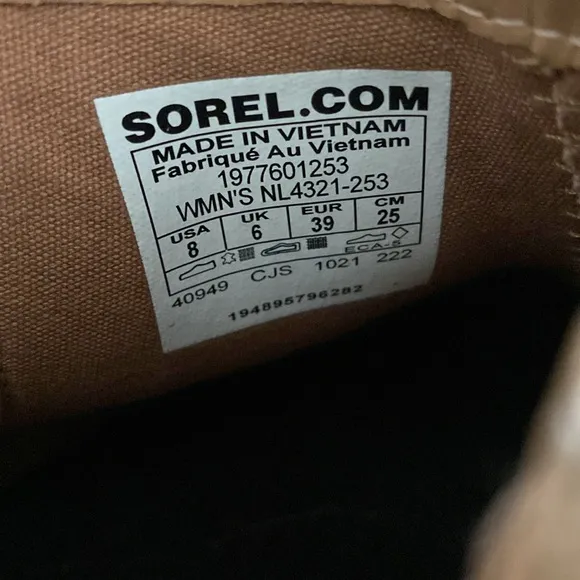 SOREL.COM
MADE IN VIETNAM
Fabriqué Au Vietnam
1977601253
WMN'S NL4321-253
USA UK EUR CM
8 6 39 25
ECA-5
40949 CJS 1021 222
194895796282